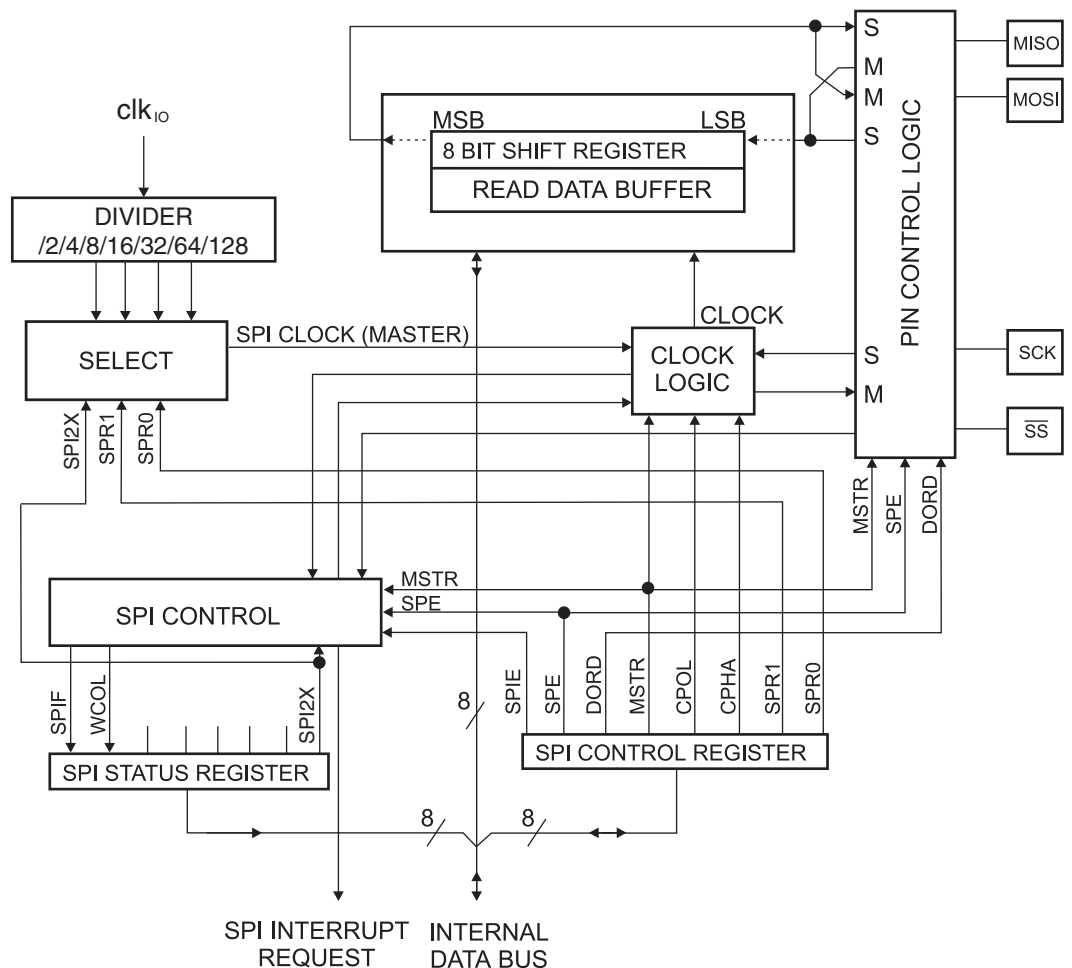 S
MISO
M
M
MOSI
clk IO
MSB
LSB
S
8 BIT SHIFT REGISTER
READ DATA BUFFER
PIN CONTROL LOGIC
DIVIDER
/2/4/8/16/32/64/128
SPI CLOCK (MASTER)
CLOCK
SELECT
CLOCK
LOGIC
S
M
SCK
SS
SPI2X
SPR1
SPR0
MSTR
SPE
DORD
MSTR
SPE
SPI CONTROL
SPIF
WCOL
SPI2X
8
SPIE
SPE
DORD
MSTR
CPOL
CPHA
SPR1
SPR0
SPI STATUS REGISTER
SPI CONTROL REGISTER
8
8
SPI INTERRUPT
REQUEST
INTERNAL
DATA BUS